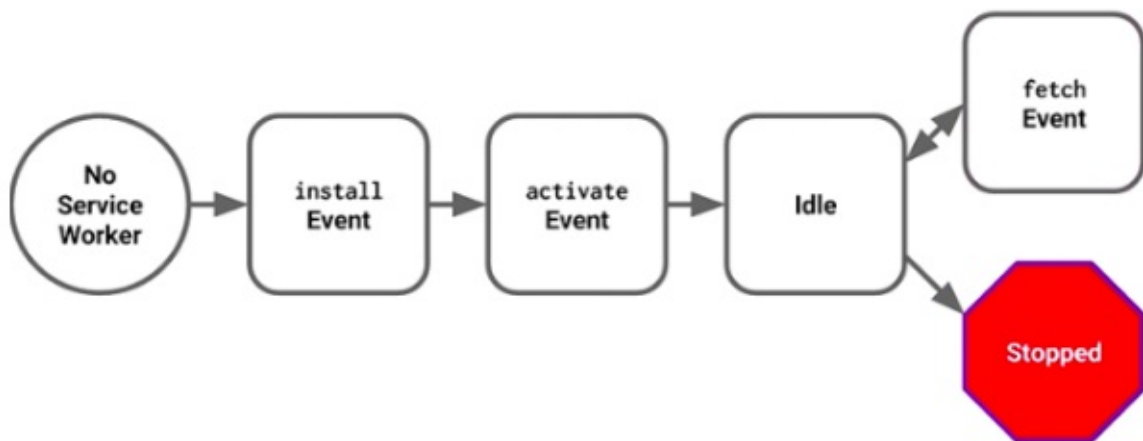 No
Service
Worker
install
Event
activate
Event
Idle
fetch
Event
Stopped